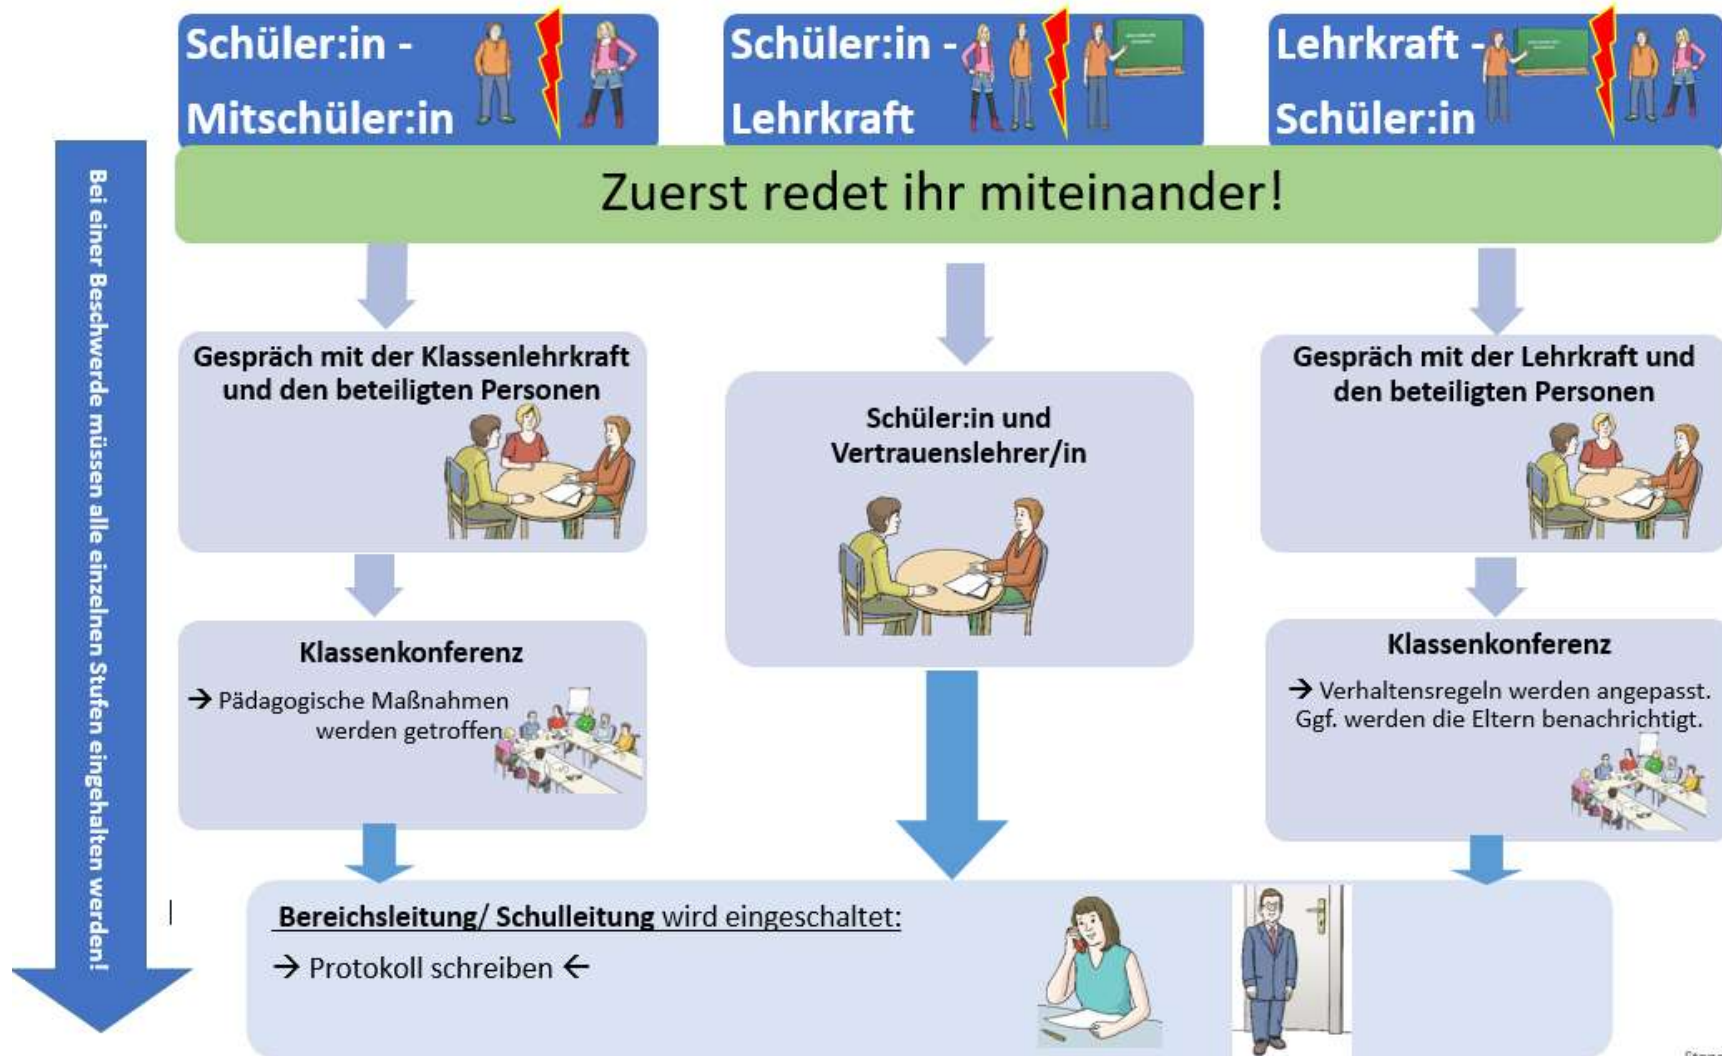 Schüler:in -
Mitschüler:in
Schüler:in -
Lehrkraft
Lehrkraft -
Schüler:in
Bei einer Beschwerde müssen alle einzelnen Stufen eingehalten werden!
Zuerst redet ihr miteinander!
Gespräch mit der Klassenlehrkraft
und den beteiligten Personen
Schüler:in und
Vertrauenslehrer/in
Gespräch mit der Lehrkraft und
den beteiligten Personen
Klassenkonferenz
→ Pädagogische Maßnahmen
werden getroffen
Klassenkonferenz
→ Verhaltensregeln werden angepasst.
Ggf. werden die Eltern benachrichtigt.
Bereichsleitung/ Schulleitung wird eingeschaltet:
→ Protokoll schreiben ←